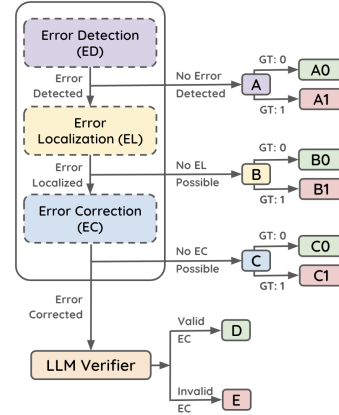 Error Detection
(ED)
Error
Detected
No Error
Detected
A
GT: 0
A0
GT: 1
A1
Error
Localization (EL)
Error
Localized
No EL
Possible
B
GT: 0
B0
GT: 1
B1
Error Correction
(EC)
No EC
Possible
C
GT: 0
C0
GT: 1
C1
Error
Corrected
LLM Verifier
Valid
EC
D
Invalid
EC
E